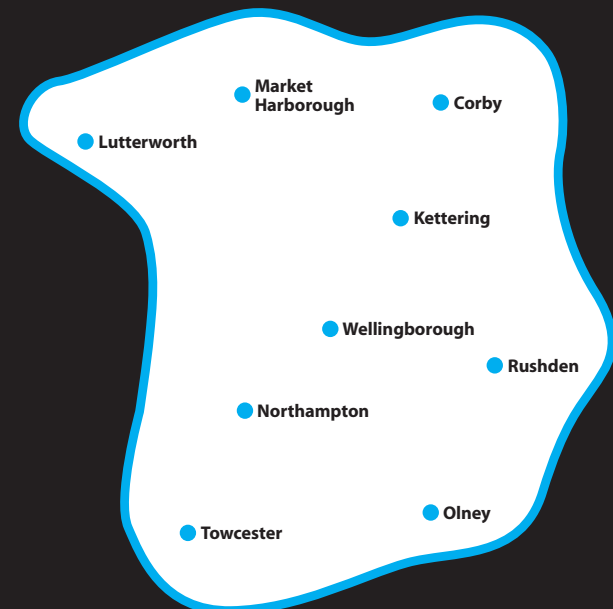 Market
Harborough
Corby
Lutterworth
Kettering
Wellingborough
Rushden
Northampton
Olney
Towcester